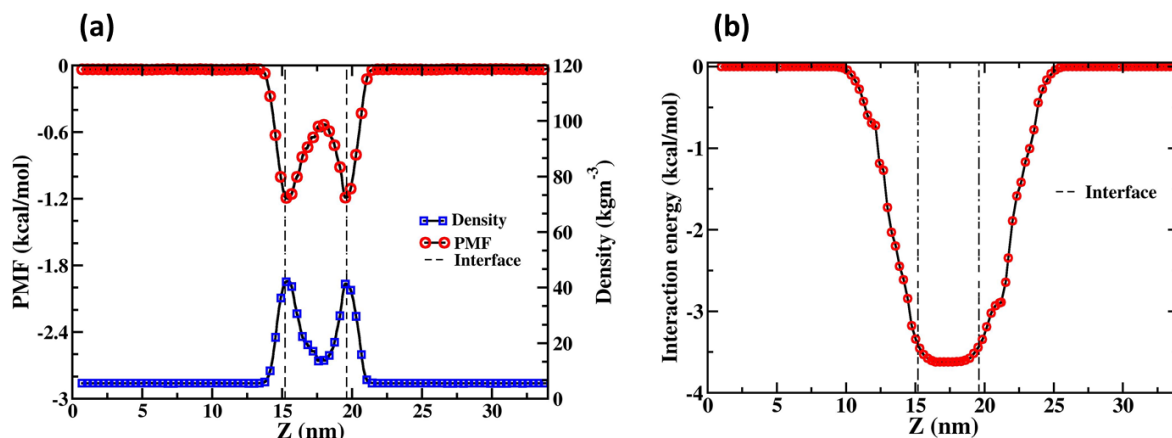 (a)
(b)
0
-0.6
-1.2
-1.8
-2.4
-3
PMF (kcal/mol)
0
5
10
15
20
25
30
Z (nm)
120
100
80
60
40
20
0
Density (kgm⁻³)
Density
PMF
Interface
0
-1
-2
-3
-4
Interaction energy (kcal/mol)
0
5
10
15
20
25
30
Z (nm)
Interface